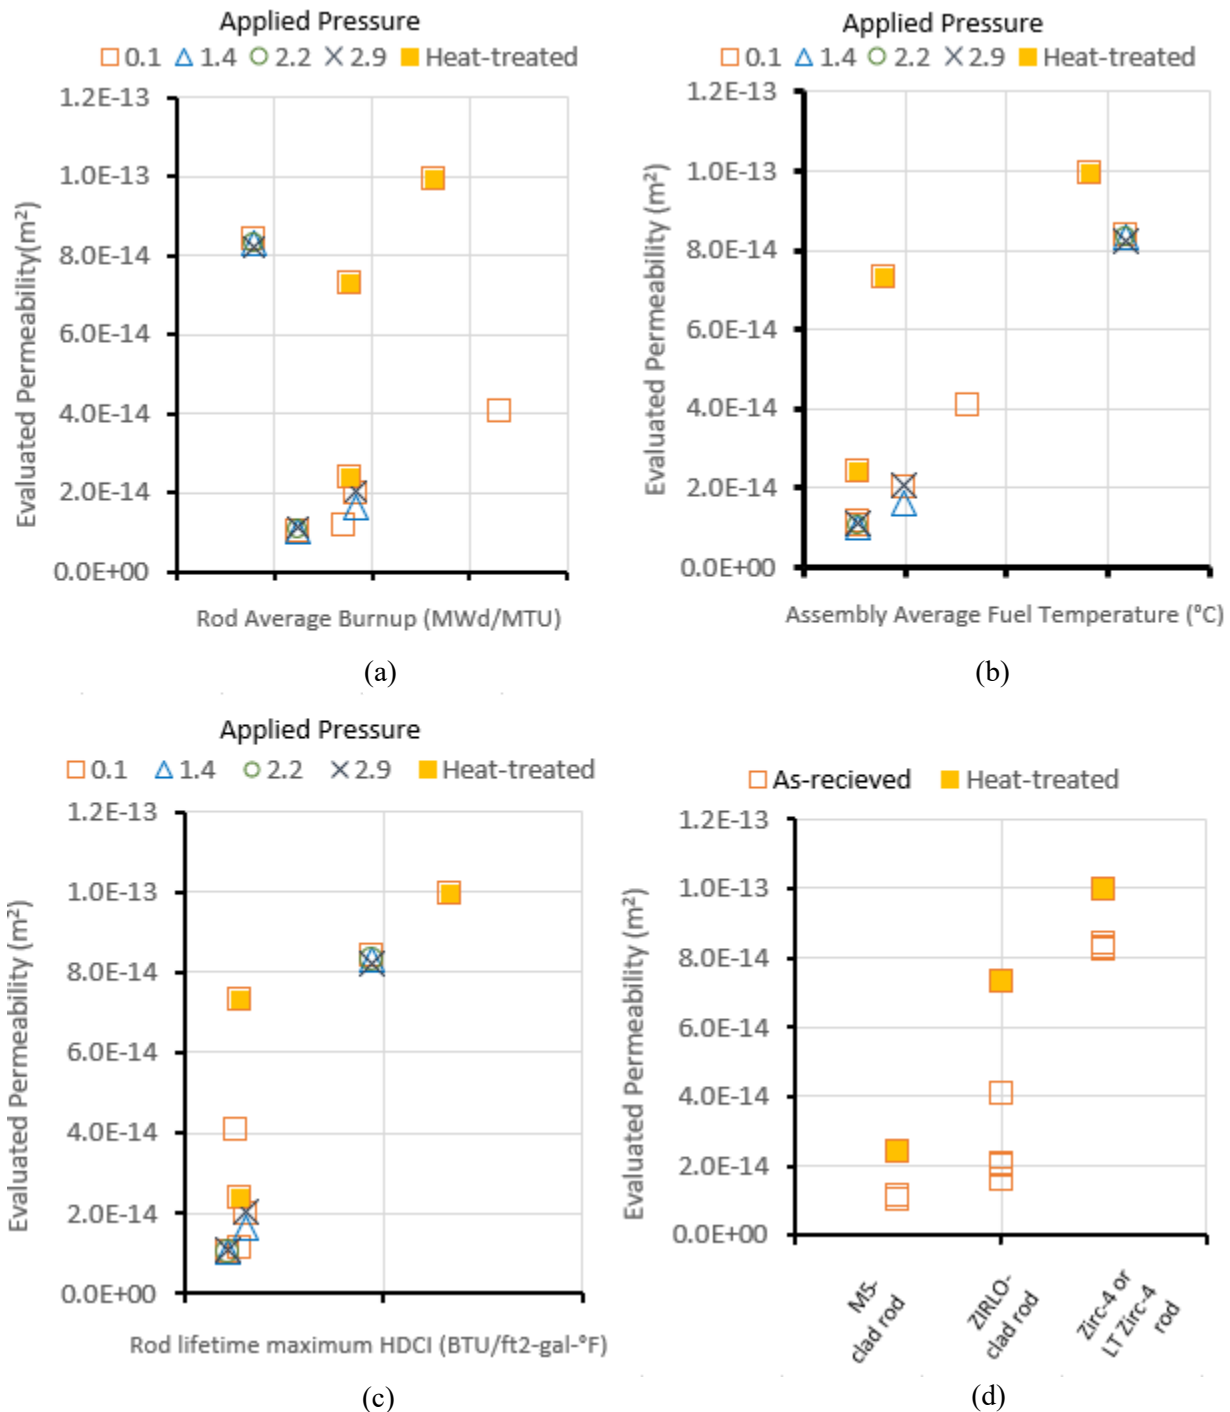 Applied Pressure
0.1 1.4 2.2 2.9 Heat-treated
1.2E-13
1.0E-13
8.0E-14
6.0E-14
4.0E-14
2.0E-14
0.0E+00
Evaluated Permeability(m²)
Rod Average Burnup (MWd/MTU)
(a)
Applied Pressure
0.1 1.4 2.2 2.9 Heat-treated
1.2E-13
1.0E-13
8.0E-14
6.0E-14
4.0E-14
2.0E-14
0.0E+00
Evaluated Permeability (m²)
Assembly Average Fuel Temperature (°C)
(b)
Applied Pressure
0.1 1.4 2.2 2.9 Heat-treated
1.2E-13
1.0E-13
8.0E-14
6.0E-14
4.0E-14
2.0E-14
0.0E+00
Evaluated Permeability (m²)
Rod lifetime maximum HDCI (BTU/ft2-gal-°F)
(c)
As-recieved Heat-treated
1.2E-13
1.0E-13
8.0E-14
6.0E-14
4.0E-14
2.0E-14
0.0E+00
Evaluated Permeability (m²)
M5-
clad rod
ZIRLO-
clad rod
Zirc-4 or
LT Zirc-4
rod
(d)